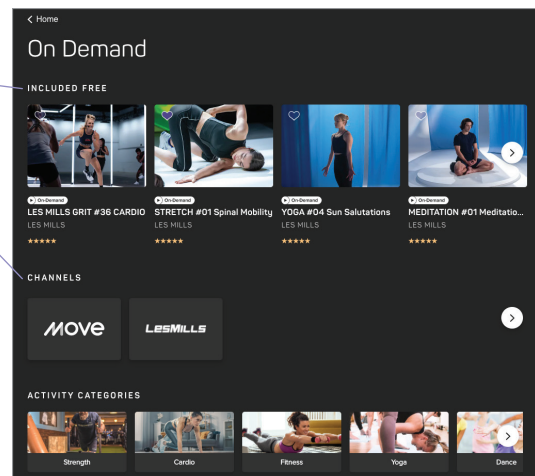 Home
On Demand
INCLUDED FREE
On-Demand On-Demand On-Demand On-Demand
LES MILLS GRIT #36 CARDIO STRETCH #01 Spinal Mobility YOGA #04 Sun Salutations MEDITATION #01 Meditatio...
LES MILLS LES MILLS LES MILLS LES MILLS
CHANNELS
MOVE LESMILLS
ACTIVITY CATEGORIES
Strength Cardio Fitness Yoga Dance